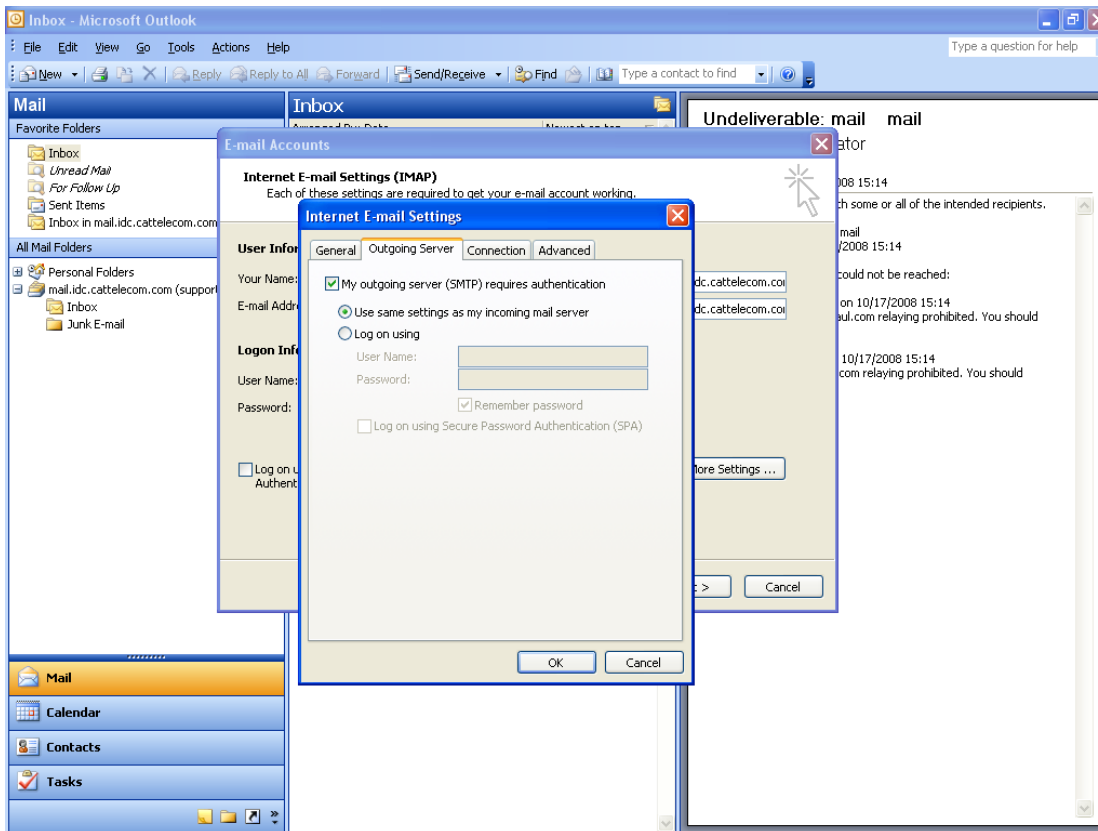 Inbox - Microsoft Outlook
File Edit View Go Tools Actions Help
Type a question for help
New Reply Reply to All Forward Send/Receive Find Type a contact to find
Mail
Favorite Folders
Inbox
Unread Mail
For Follow Up
Sent Items
Inbox in mail.idc.cattelecom.com
All Mail Folders
Personal Folders
mail.idc.cattelecom.com (support
Inbox
Junk E-mail
Mail
Calendar
Contacts
Tasks
Inbox
Arranged By: Date Newest on top
Undeliverable: mail mail
ator
008 15:14
ch some or all of the intended recipients.
mail
/2008 15:14
could not be reached:
on 10/17/2008 15:14
aul.com relaying prohibited. You should
10/17/2008 15:14
com relaying prohibited. You should
E-mail Accounts
Internet E-mail Settings (IMAP)
Each of these settings are required to get your e-mail account working.
User Infor
Your Name:
idc.cattelecom.com
E-mail Addr
idc.cattelecom.com
Logon Info
User Name:
Password:
Log on u
Authent
More Settings ...
t >
Cancel
Internet E-mail Settings
General Outgoing Server Connection Advanced
My outgoing server (SMTP) requires authentication
Use same settings as my incoming mail server
Log on using
User Name:
Password:
Remember password
Log on using Secure Password Authentication (SPA)
OK Cancel